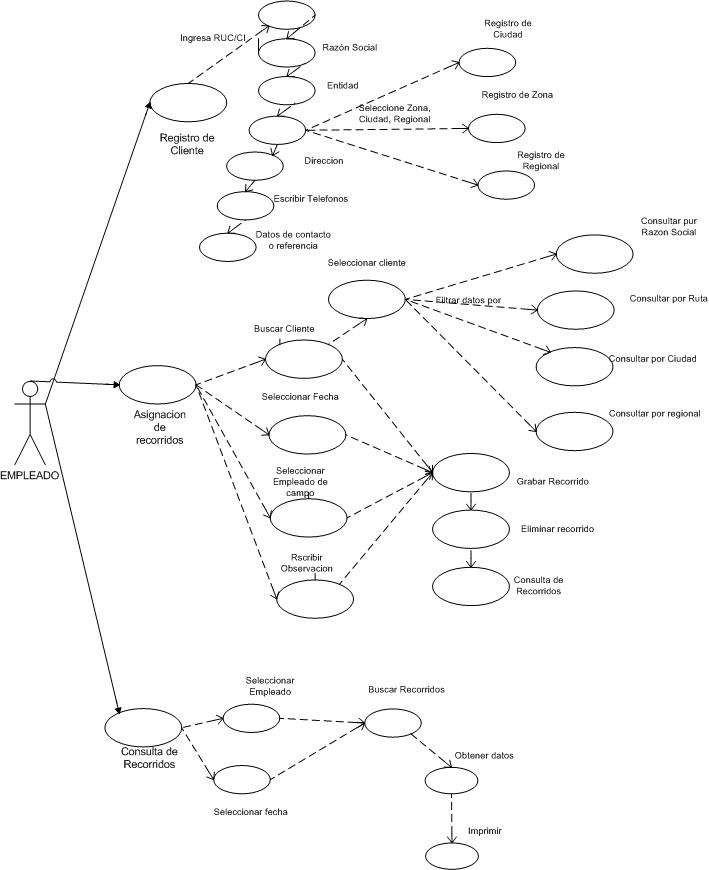 Ingresa RUC/CI
Razón Social
Entidad
Seleccione Zona,
Ciudad, Regional
Registro de
Ciudad
Registro de Zona
Registro de
Regional
Registro de
Cliente
Direccion
Escribir Telefonos
Datos de contacto
o referencia
Seleccionar cliente
Consultar pur
Razon Social
Filtrar datos por
Consultar por Ruta
Buscar Cliente
Consultar por Ciudad
Seleccionar Fecha
Consultar por regional
Asignacion
de
recorridos
EMPLEADO
Seleccionar
Empleado de
campo
Grabar Recorrido
Eliminar recorrido
Rscribir
Observacion
Consulta de
Recorridos
Seleccionar
Empleado
Buscar Recorridos
Consulta de
Recorridos
Obtener datos
Seleccionar fecha
Imprimir